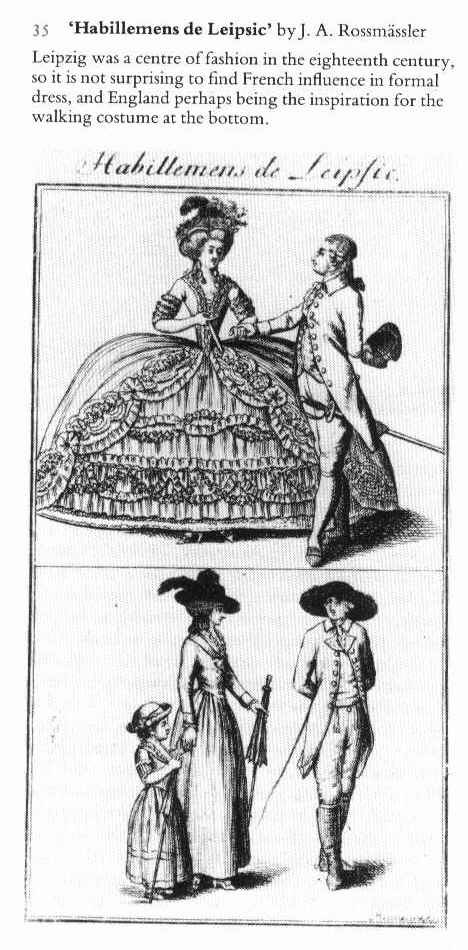 35 'Habillemens de Leipsic' by J. A. Rossmässler
Leipzig was a centre of fashion in the eighteenth century,
so it is not surprising to find French influence in formal
dress, and England perhaps being the inspiration for the
walking costume at the bottom.
Habillemens de Leipsic.